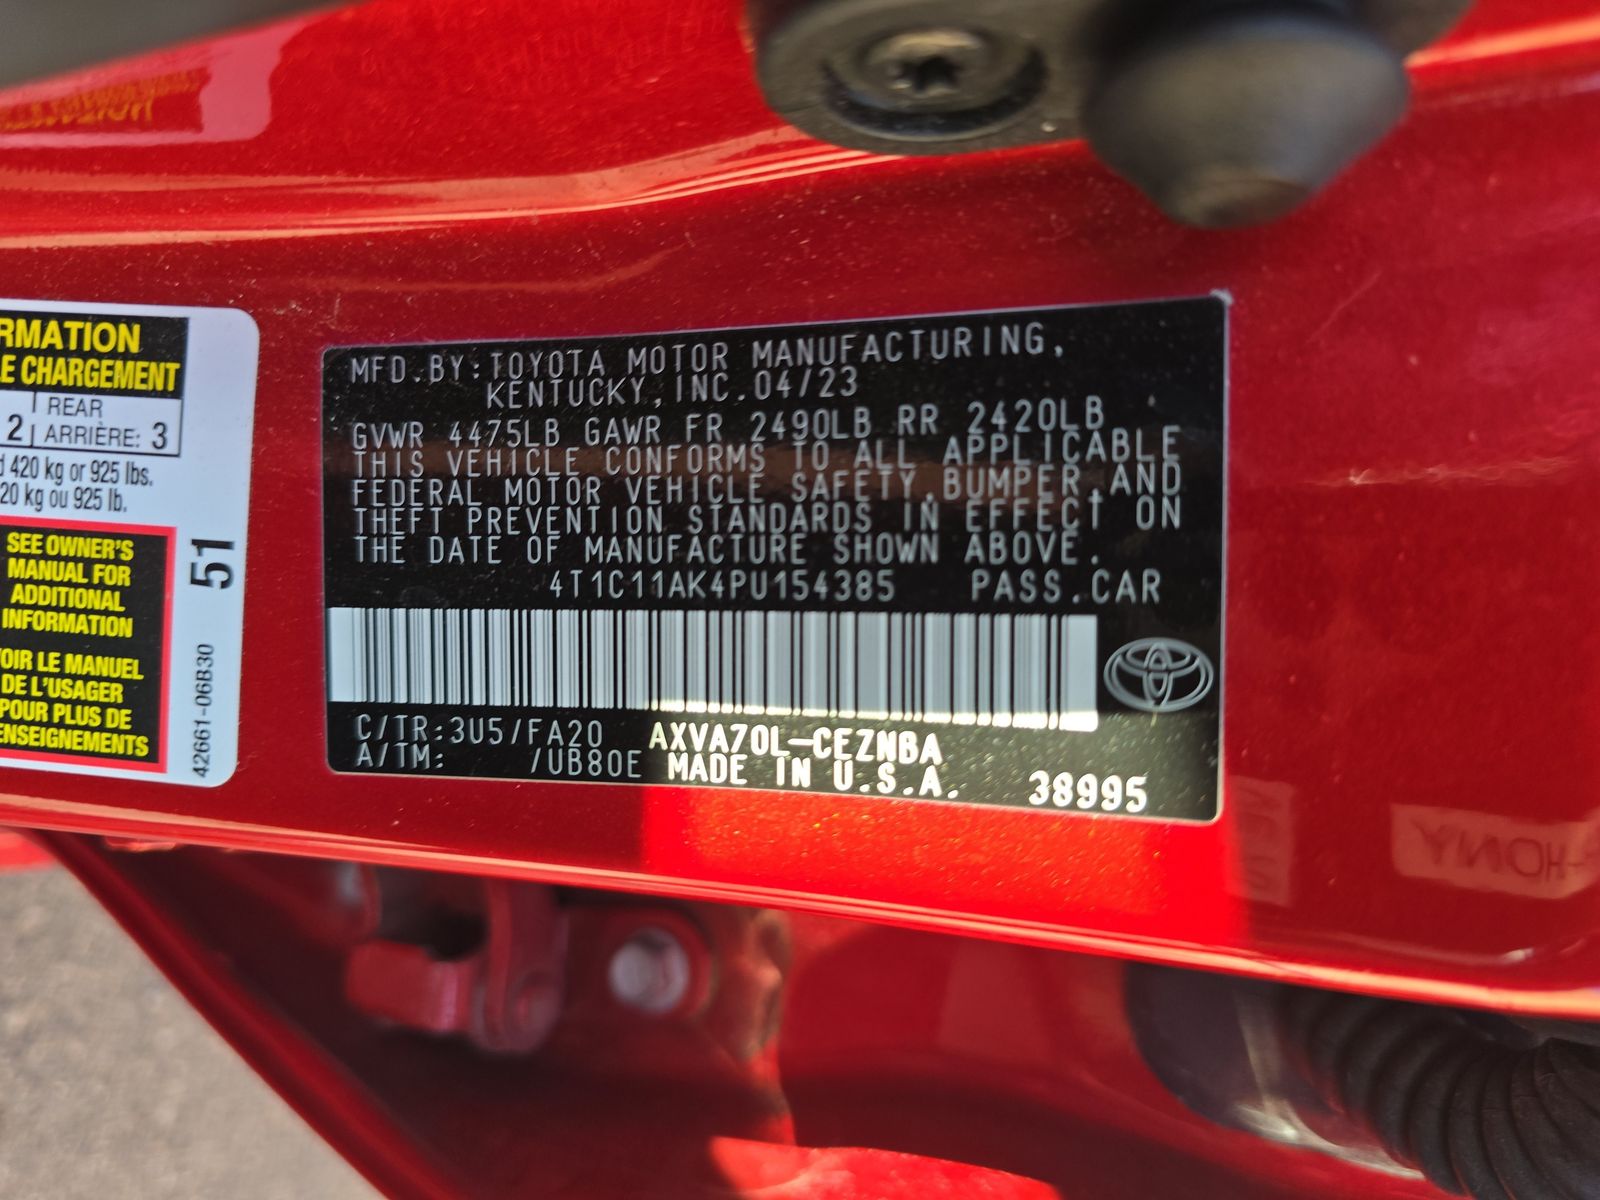 RMATION
LE CHARGEMENT
REAR
2 ARRIÈRE: 3
420 kg or 925 lbs.
20 kg ou 925 lb.
SEE OWNER'S
MANUAL FOR
ADDITIONAL
INFORMATION
OIR LE MANUEL
DE L'USAGER
POUR PLUS DE
ENSEIGNEMENTS
51
42661-06B30
MFD.BY:TOYOTA MOTOR MANUFACTURING,
KENTUCKY,INC.04/23
GVWR 4475LB GAWR FR 2490LB RR 2420LB
THIS VEHICLE CONFORMS TO ALL APPLICABLE
FEDERAL MOTOR VEHICLE SAFETY,BUMPER,AND
THEFT PREVENTION STANDARDS IN EFFECT ON
THE DATE OF MANUFACTURE SHOWN ABOVE.
4T1C11AK4PU154385 PASS.CAR
C/TR:3U5/FA20 AXVA70L-CEZNBA
A/TM: /UB80E MADE IN U.S.A. 38995